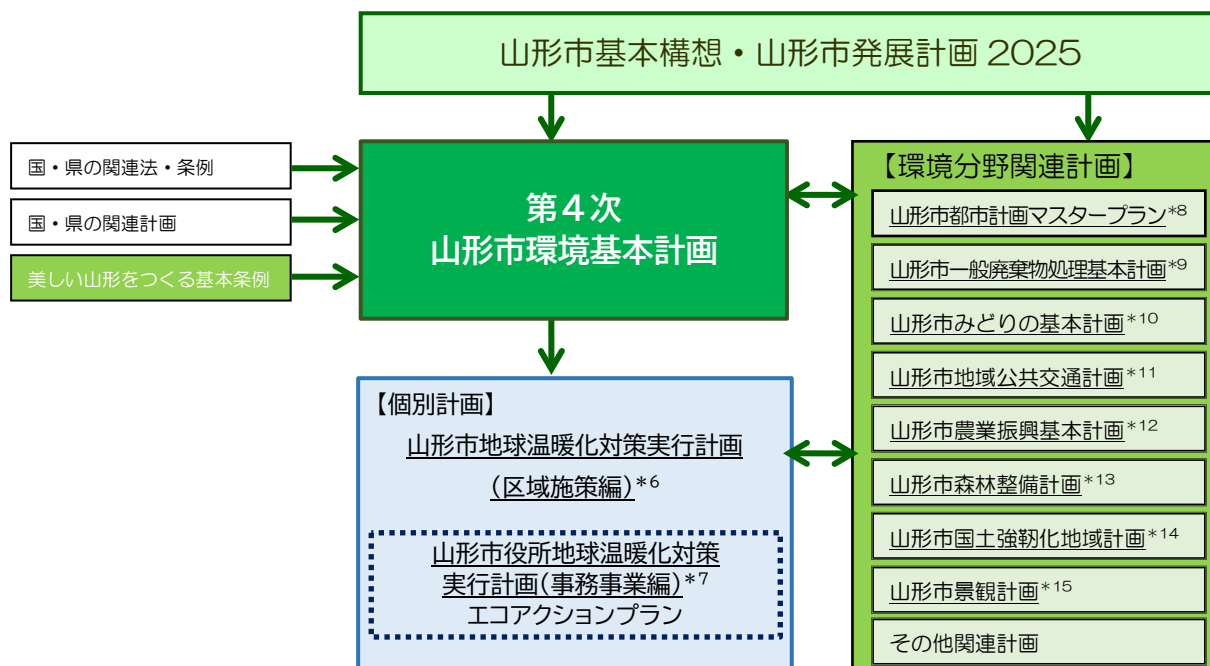 山形市基本構想・山形市発展計画 2025
国・県の関連法・条例
国・県の関連計画
美しい山形をつくる基本条例
第4次
山形市環境基本計画
【環境分野関連計画】
山形市都市計画マスタープラン*8
山形市一般廃棄物処理基本計画*9
山形市みどりの基本計画*10
山形市地域公共交通計画*11
山形市農業振興基本計画*12
山形市森林整備計画*13
山形市国土強靭化地域計画*14
山形市景観計画*15
その他関連計画
【個別計画】
山形市地球温暖化対策実行計画
(区域施策編)*6
山形市役所地球温暖化対策
実行計画(事務事業編)*7
エコアクションプラン